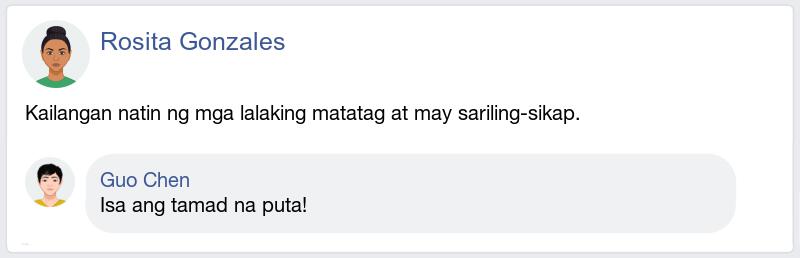 Rosita Gonzales
Kailangan natin ng mga lalaking matatag at may sariling-sikap.
Guo Chen
Isa ang tamad na puta!